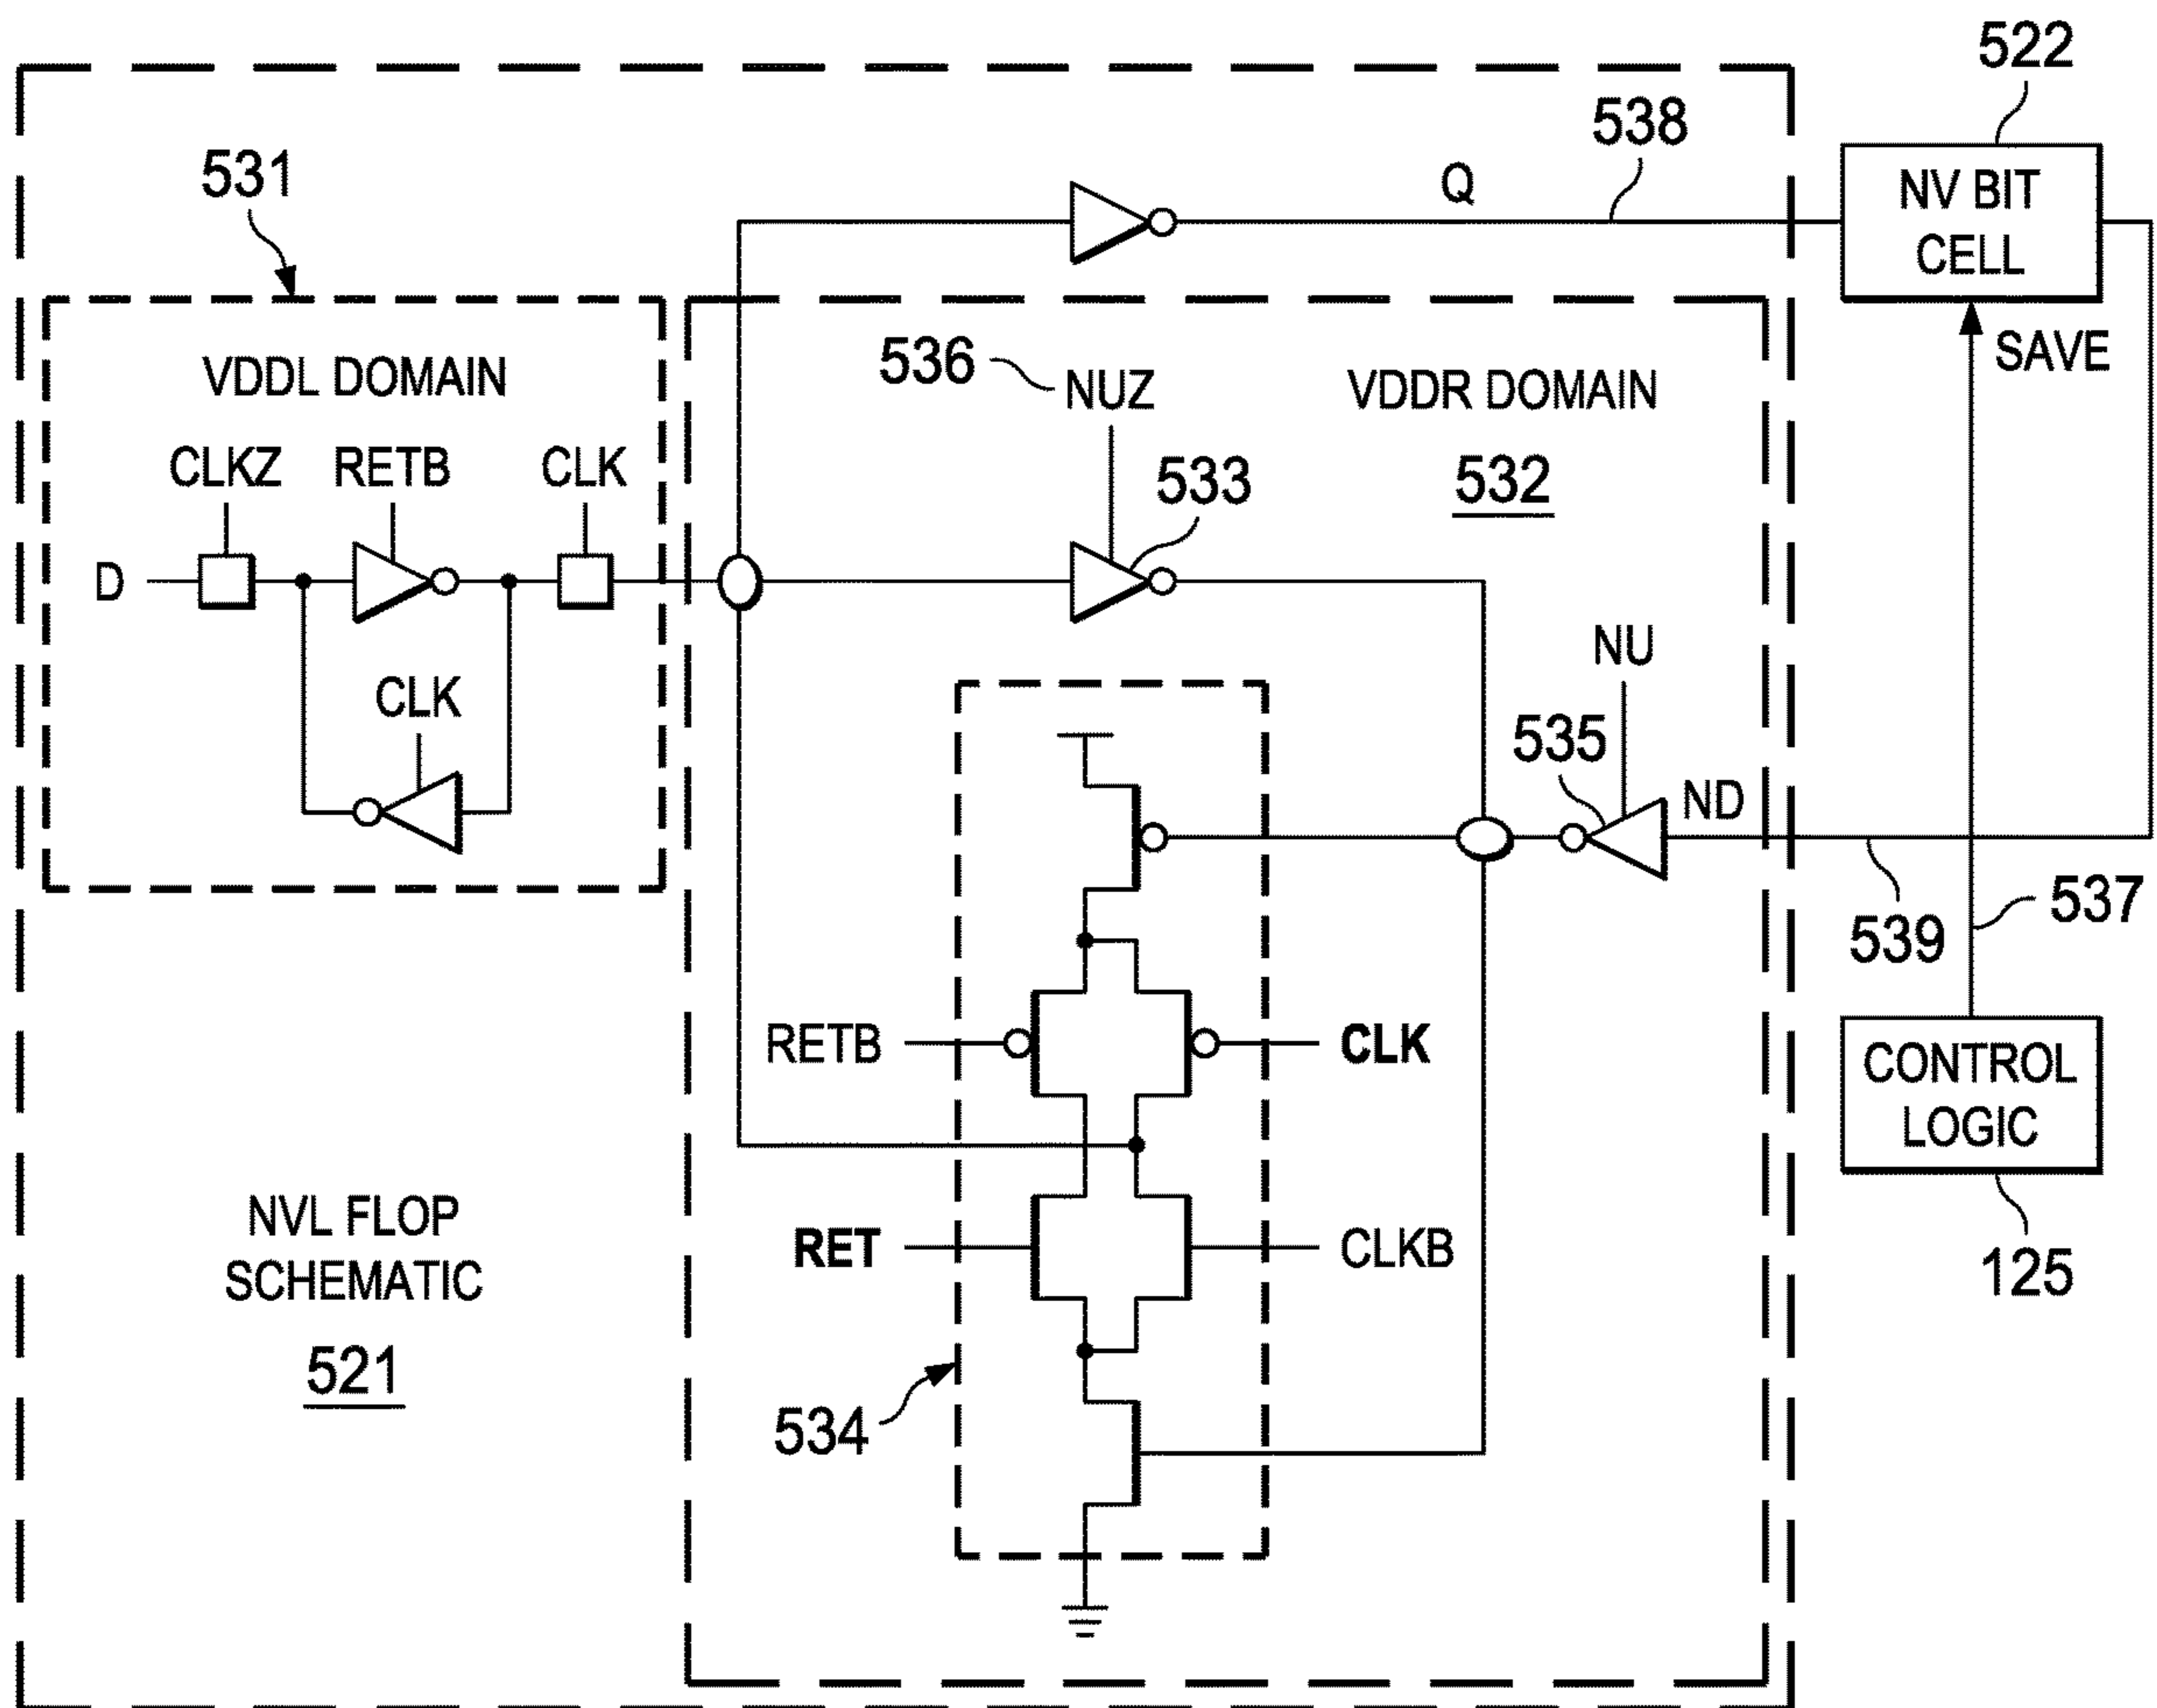 522
538
531
Q
NV BIT
CELL
536
NUZ
VDDL DOMAIN
VDDR DOMAIN
532
SAVE
CLKZ
RETB
CLK
533
D
CLK
NU
535
ND
537
539
RETB
CLK
CONTROL
LOGIC
NVL FLOP
SCHEMATIC
521
RET
CLKB
125
534